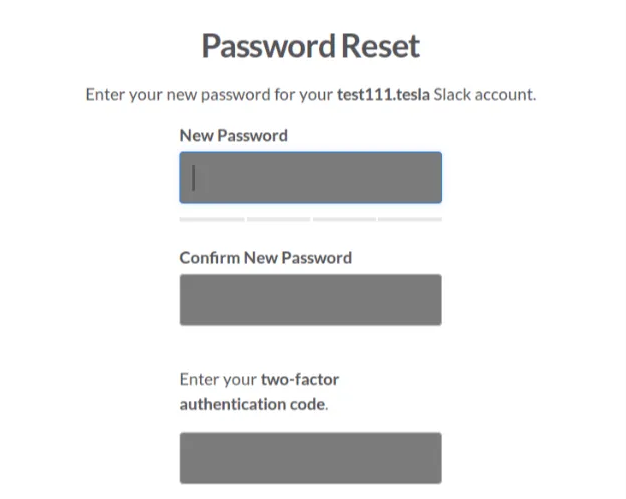 Password Reset
Enter your new password for your test111.tesla Slack account.
New Password
Confirm New Password
Enter your two-factor
authentication code.